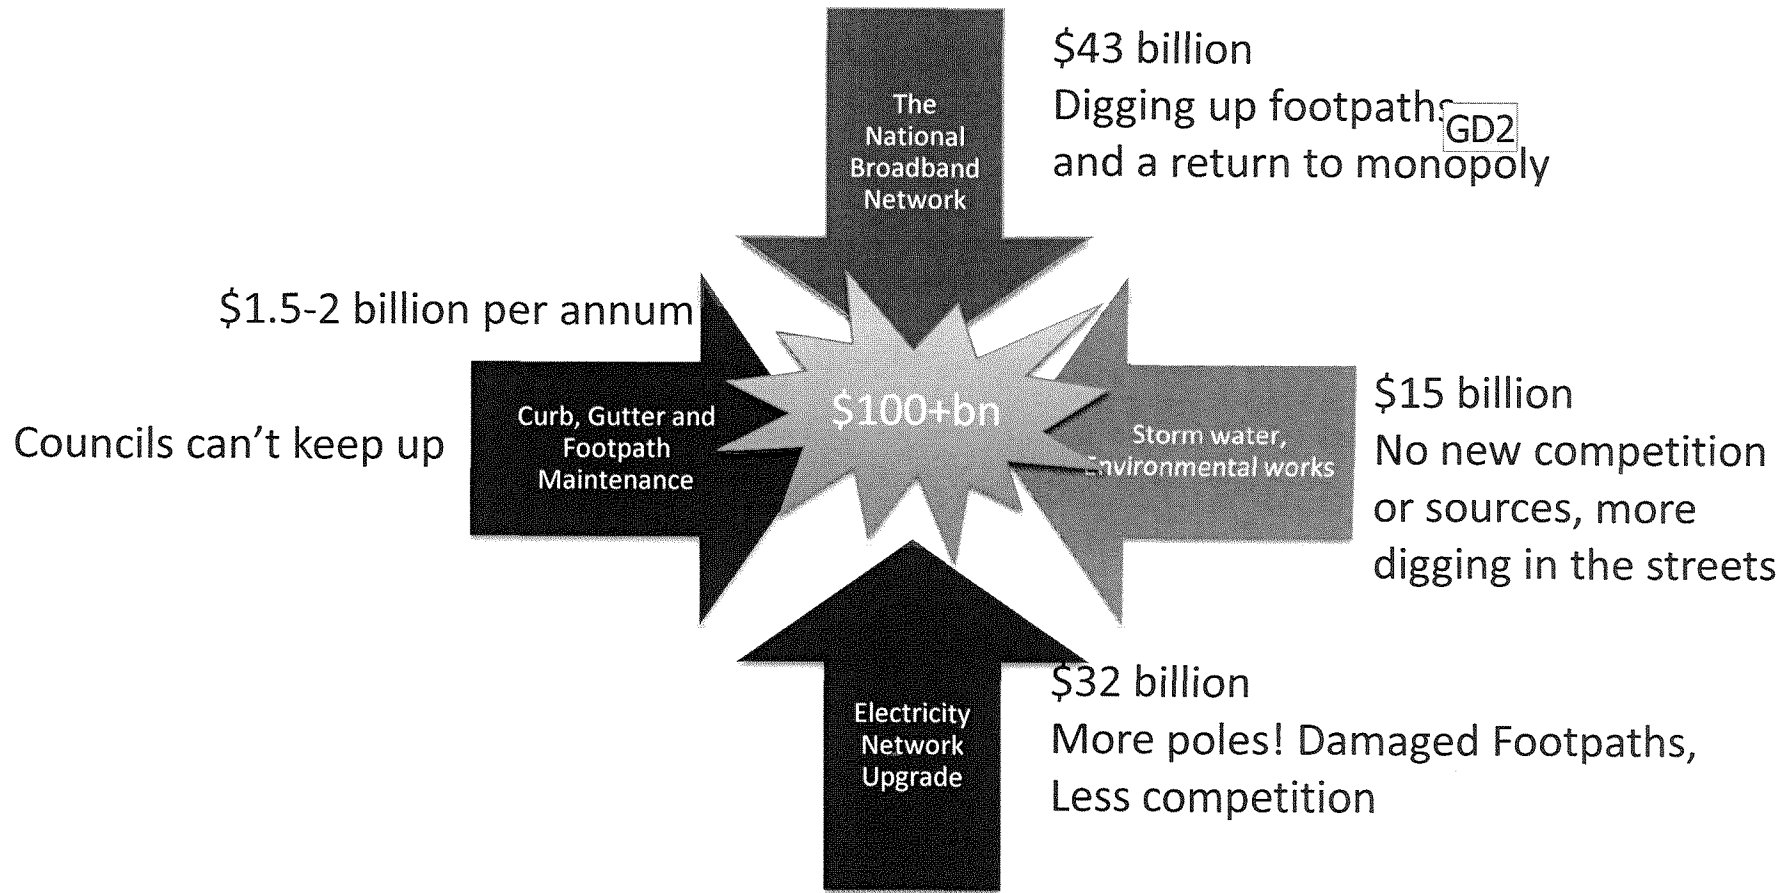 The
National
Broadband
Network
$43 billion
Digging up footpaths
GD2
and a return to monopoly
$1.5-2 billion per annum
Councils can't keep up
Curb, Gutter and
Footpath
Maintenance
$100+bn
Storm water,
Environmental works
$15 billion
No new competition
or sources, more
digging in the streets
Electricity
Network
Upgrade
$32 billion
More poles! Damaged Footpaths,
Less competition